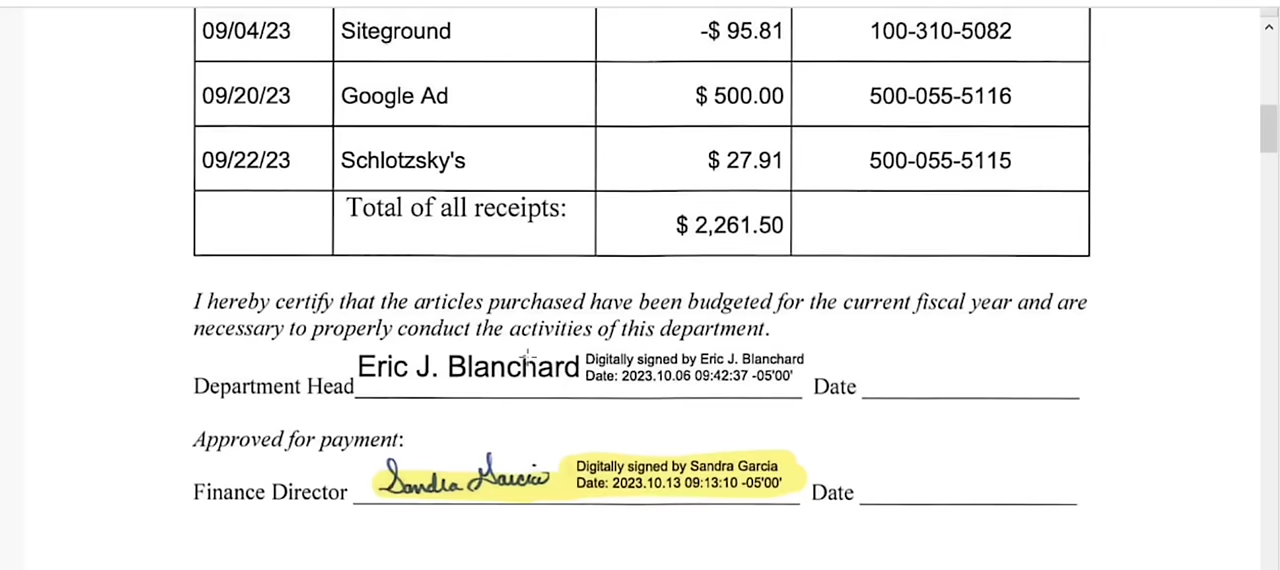 09/04/23 Siteground -$ 95.81 100-310-5082
09/20/23 Google Ad $ 500.00 500-055-5116
09/22/23 Schlotzsky's $ 27.91 500-055-5115
Total of all receipts: $ 2,261.50
I hereby certify that the articles purchased have been budgeted for the current fiscal year and are
necessary to properly conduct the activities of this department.
Department Head Eric J. Blanchard Digitally signed by Eric J. Blanchard
Date: 2023.10.06 09:42:37 -05'00' Date
Approved for payment:
Finance Director Sandra Garcia Digitally signed by Sandra Garcia
Date: 2023.10.13 09:13:10 -05'00' Date